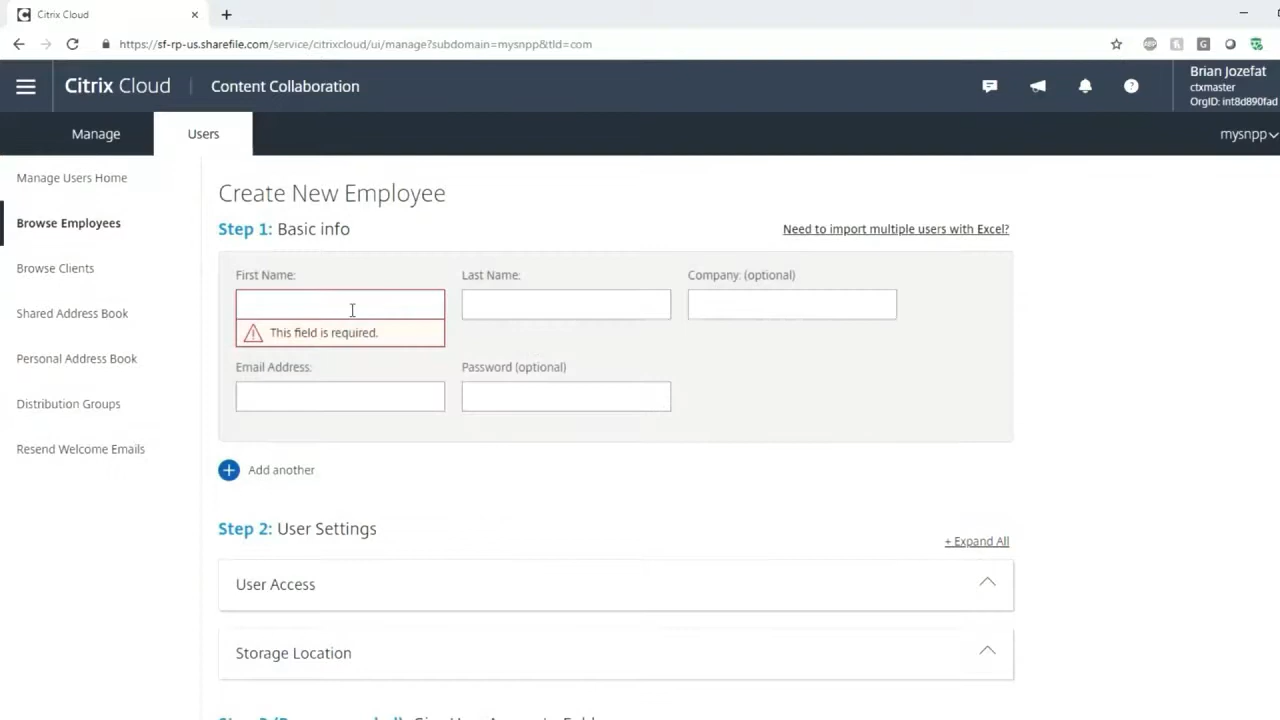 Citrix Cloud
https://sf-rp-us.sharefile.com/service/citrixcloud/ui/manage?subdomain=mysnpp&tld=com
Citrix Cloud
Content Collaboration
Brian Jozefat
ctxmaster
OrgID: int8d890fad
Manage
Users
mysnpp
Manage Users Home
Browse Employees
Browse Clients
Shared Address Book
Personal Address Book
Distribution Groups
Resend Welcome Emails
Create New Employee
Step 1: Basic info
Need to import multiple users with Excel?
First Name:
Last Name:
Company: (optional)
This field is required.
Email Address:
Password (optional)
Add another
Step 2: User Settings
+ Expand All
User Access
Storage Location